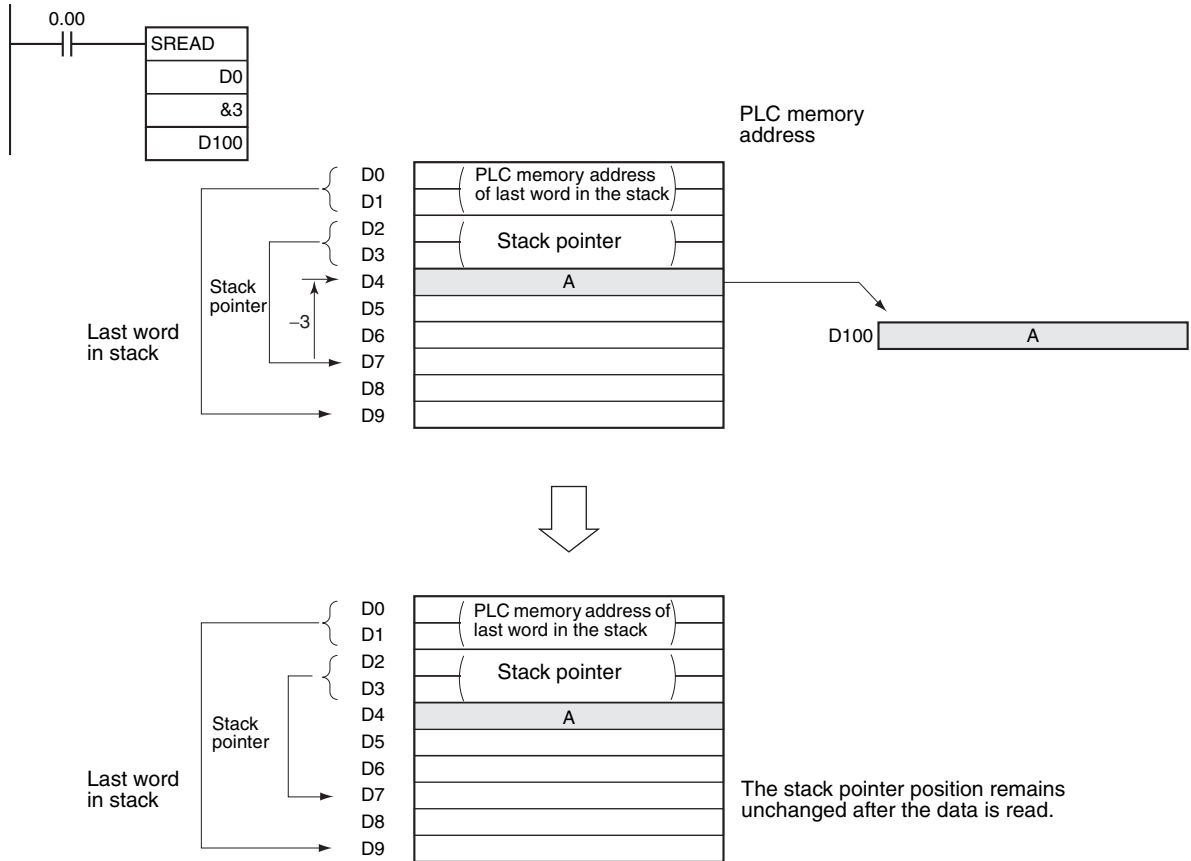 0.00
SREAD
D0
&3
D100
PLC memory
address
D0
D1
D2
D3
D4
D5
D6
D7
D8
D9
PLC memory address
of last word in the stack
Stack pointer
A
Stack
pointer
−3
Last word
in stack
D100
A
D0
D1
D2
D3
D4
D5
D6
D7
D8
D9
PLC memory address of
last word in the stack
Stack pointer
A
Stack
pointer
Last word
in stack
The stack pointer position remains
unchanged after the data is read.